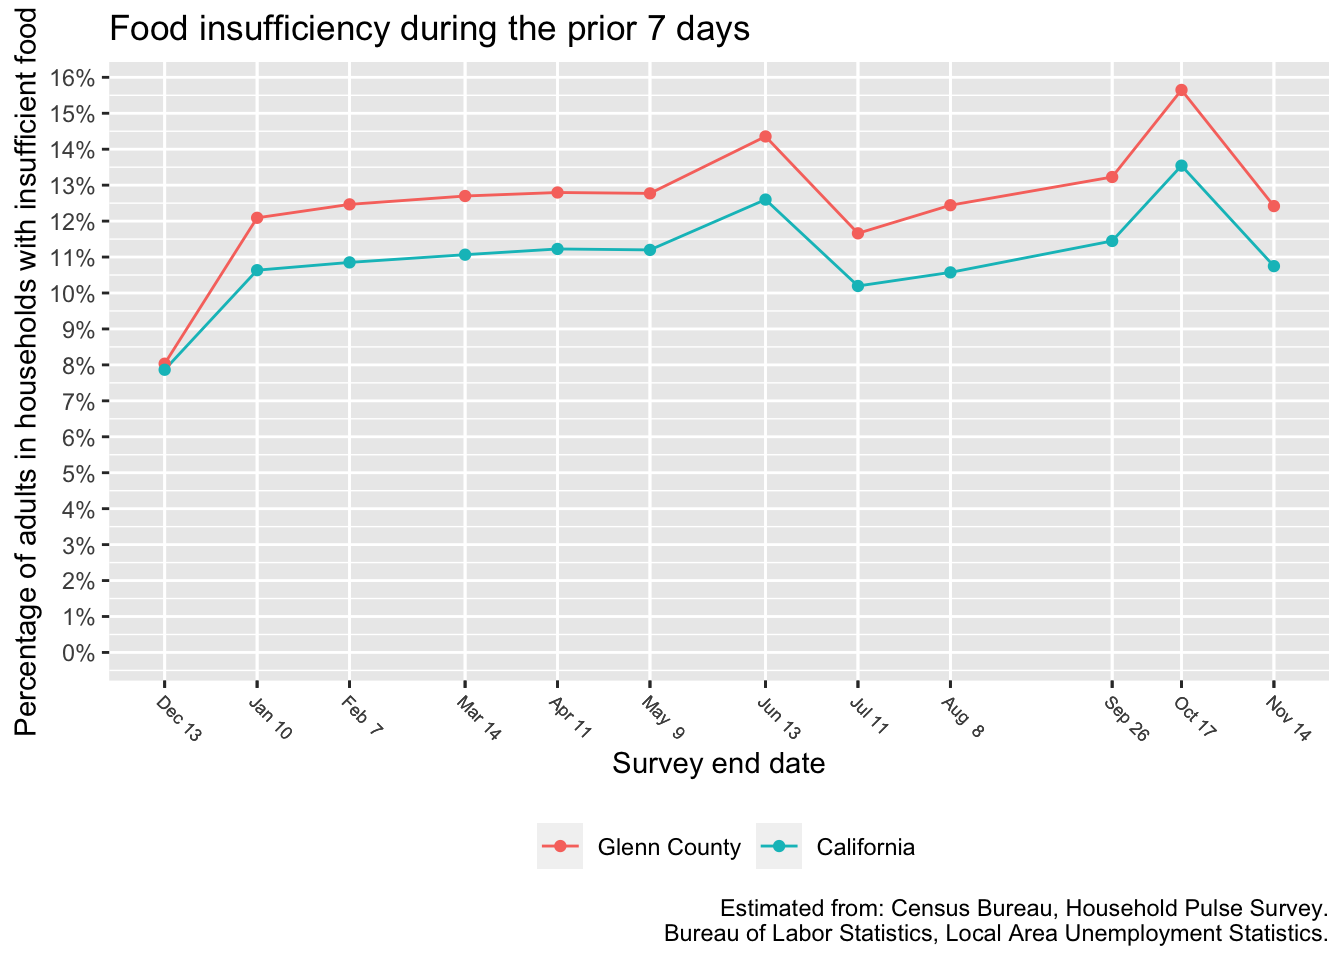 Food insufficiency during the prior 7 days
Percentage of adults in households with insufficient food
16%
15%
14%
13%
12%
11%
10%
9%
8%
7%
6%
5%
4%
3%
2%
1%
0%
Dec 13
Jan 10
Feb 7
Mar 14
Apr 11
May 9
Jun 13
Jul 11
Aug 8
Sep 26
Oct 17
Nov 14
Survey end date
Glenn County
California
Estimated from: Census Bureau, Household Pulse Survey.
Bureau of Labor Statistics, Local Area Unemployment Statistics.